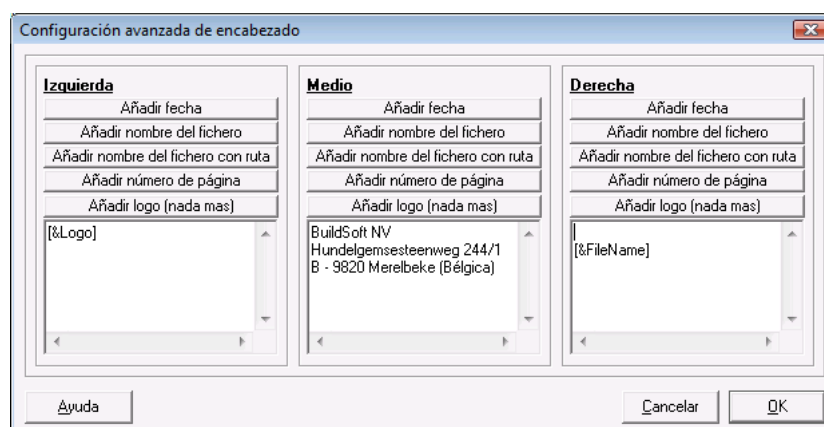 Configuración avanzada de encabezado
Izquierda
Añadir fecha
Añadir nombre del fichero
Añadir nombre del fichero con ruta
Añadir número de página
Añadir logo (nada mas)
[&Logo]
Medio
Añadir fecha
Añadir nombre del fichero
Añadir nombre del fichero con ruta
Añadir número de página
Añadir logo (nada mas)
BuildSoft NV
Hundelgemsesteenweg 244/1
B - 9820 Merelbeke (Bélgica)
Derecha
Añadir fecha
Añadir nombre del fichero
Añadir nombre del fichero con ruta
Añadir número de página
Añadir logo (nada mas)
[&FileName]
Ayuda
Cancelar
OK